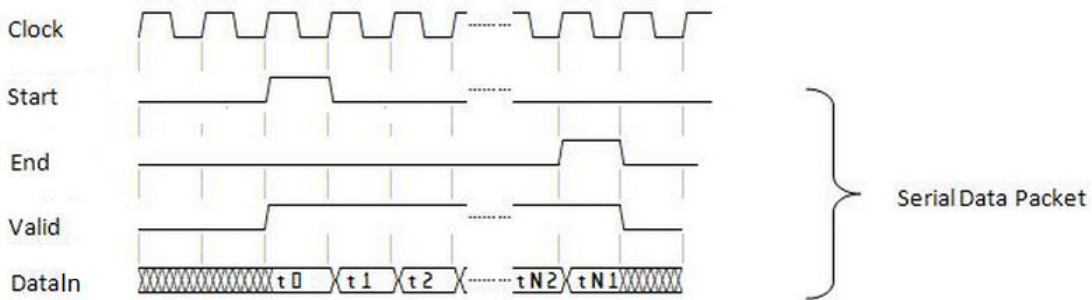 Clock
Start
End
Valid
DataIn t0 t1 t2 tN2 tN1
Serial Data Packet